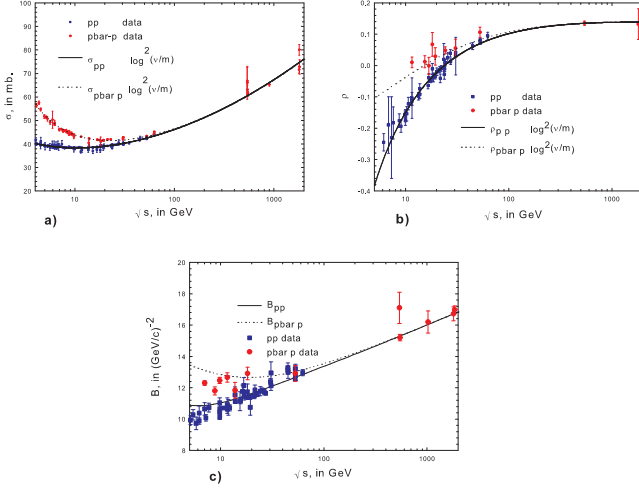 100
90
80
70
60
50
40
30
20
σ, in mb.
pp data
pbar-p data
σpp log2(ν/m)
σpbar p log2(ν/m)
10 100 1000
√ s, in GeV
a)
0.2
0.1
0.0
-0.1
-0.2
-0.3
-0.4
ρ
pp data
pbar p data
ρp p log2(ν/m)
ρpbar p log2(ν/m)
10 100 1000
√ s, in GeV
b)
20
18
16
14
12
10
8
B, in (GeV/c)-2
Bpp
Bpbar p
pp data
pbar p data
10 100 1000
√ s, in GeV
c)